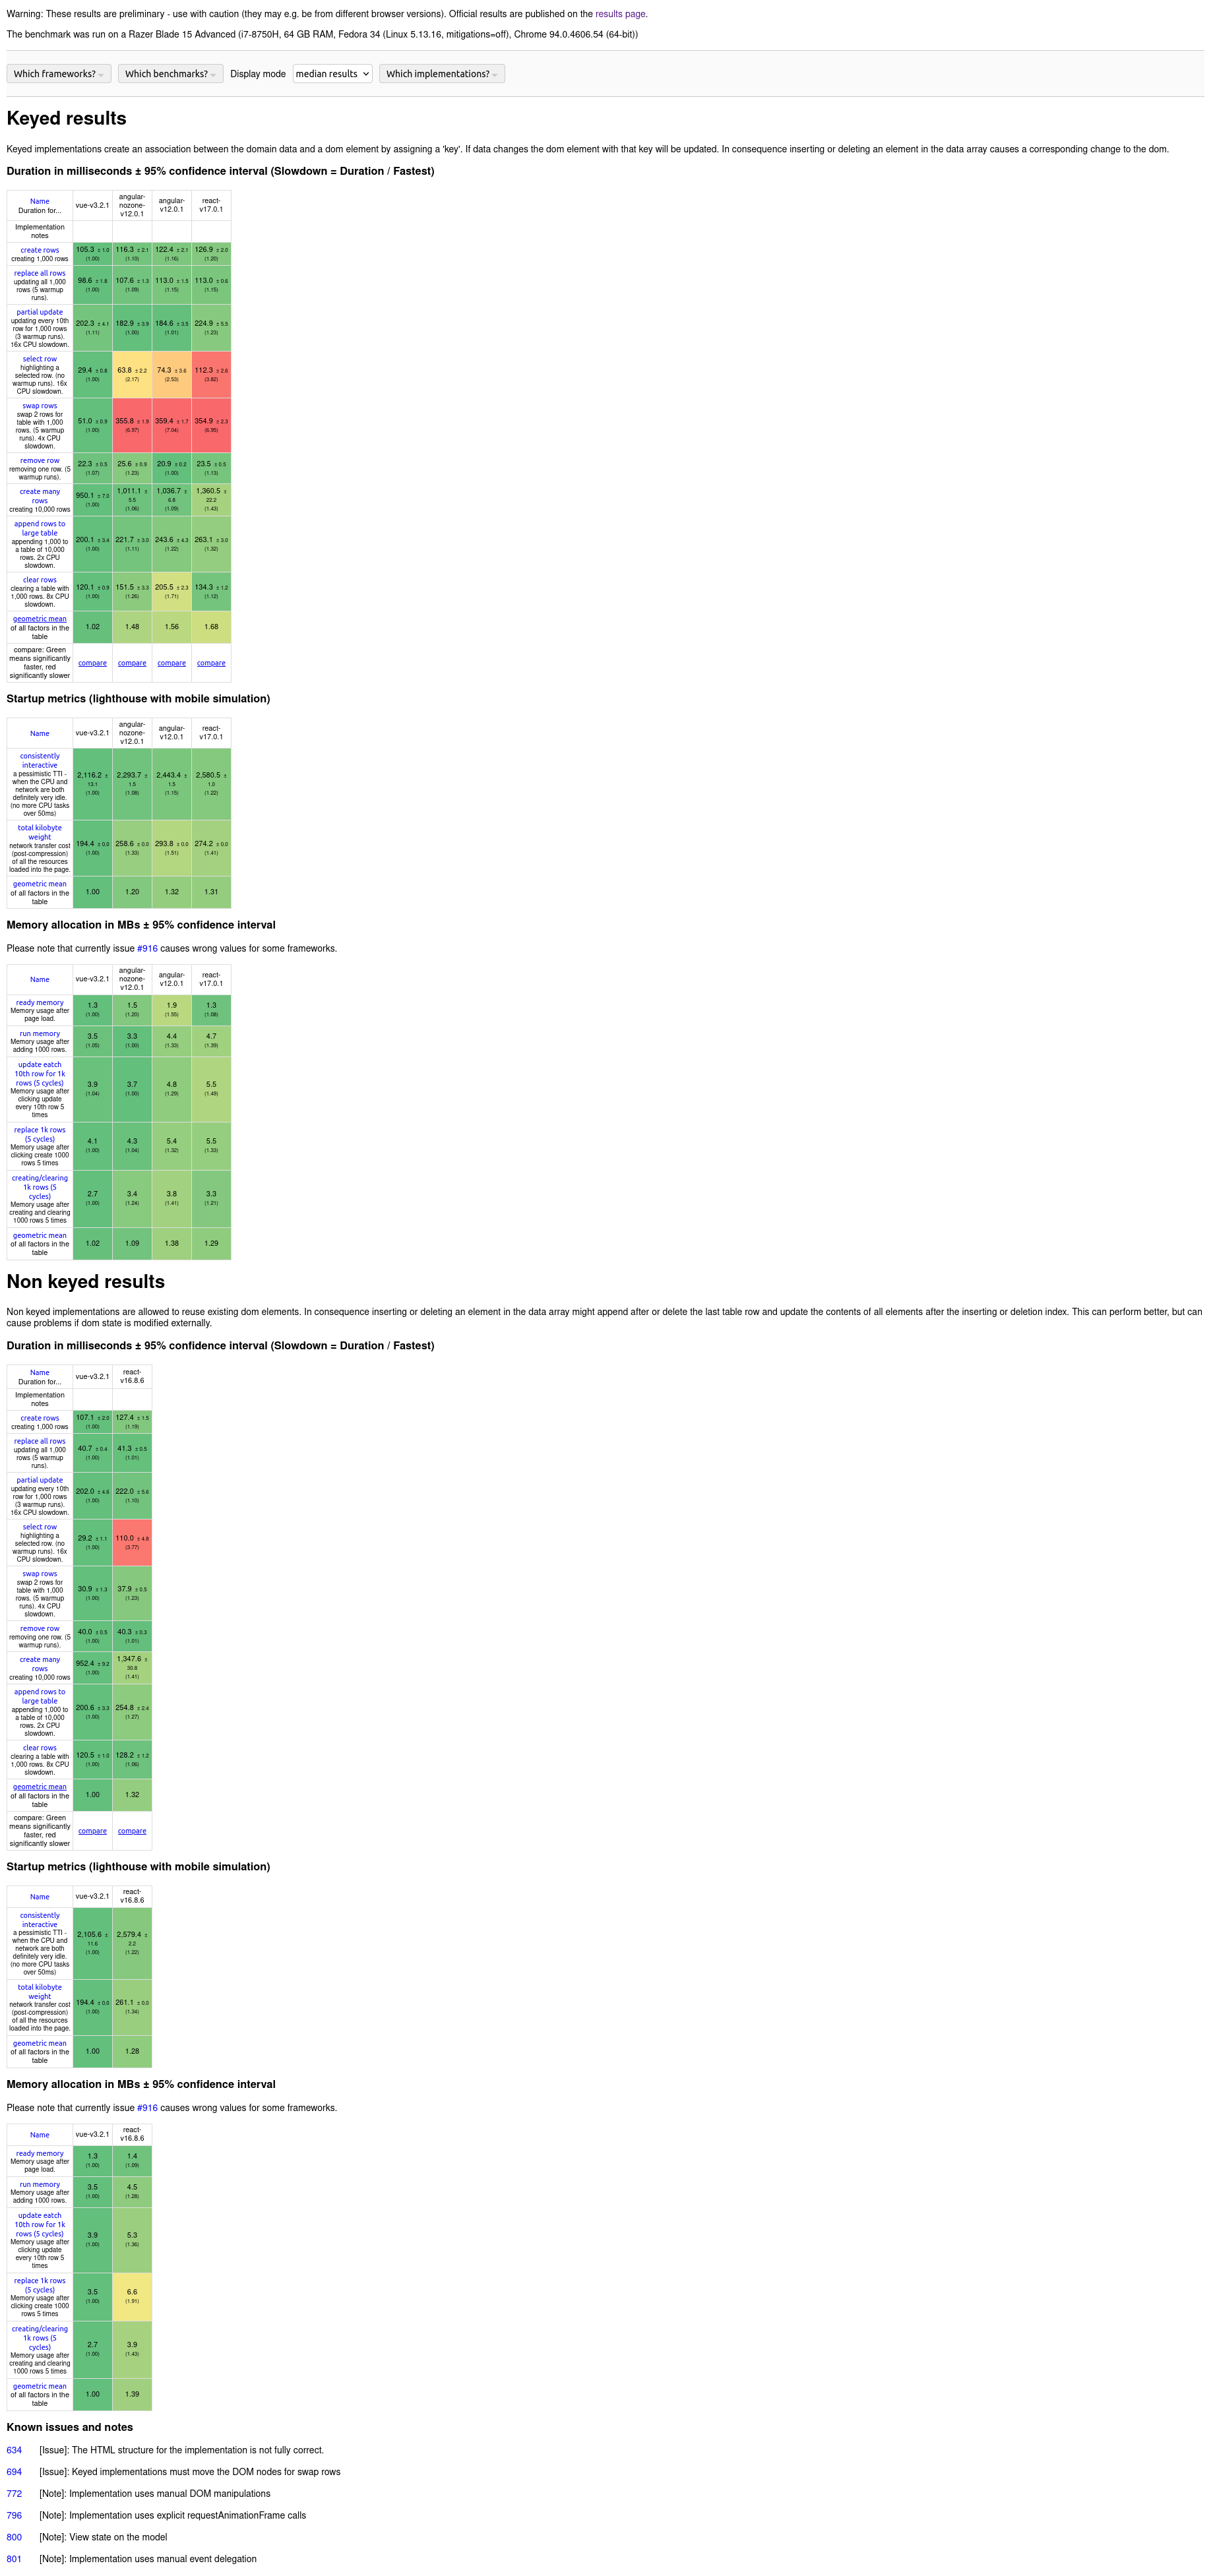 Warning: These results are preliminary - use with caution (they may e.g. be from different browser versions). Official results are published on the results page.
The benchmark was run on a Razer Blade 15 Advanced (i7-8750H, 64 GB RAM, Fedora 34 (Linux 5.13.16, mitigations=off), Chrome 94.0.4606.54 (64-bit))
Which frameworks? Which benchmarks? Display mode median results Which implementations?
Keyed results
Keyed implementations create an association between the domain data and a dom element by assigning a 'key'. If data changes the dom element with that key will be updated. In consequence inserting or deleting an element in the data array causes a corresponding change to the dom.
Duration in milliseconds ± 95% confidence interval (Slowdown = Duration / Fastest)
Name Duration for... vue-v3.2.1 angular-nozone-v12.0.1 angular-v12.0.1 react-v17.0.1
Implementation notes
create rows creating 1,000 rows 105.3 ± 1.0 (1.00) 116.3 ± 2.1 (1.10) 122.4 ± 2.1 (1.16) 126.9 ± 2.0 (1.20)
replace all rows updating all 1,000 rows (5 warmup runs). 98.6 ± 1.8 (1.00) 107.6 ± 1.3 (1.09) 113.0 ± 1.5 (1.15) 113.0 ± 0.6 (1.15)
partial update updating every 10th row for 1,000 rows (3 warmup runs). 16x CPU slowdown. 202.3 ± 4.1 (1.11) 182.9 ± 3.9 (1.00) 184.6 ± 3.5 (1.01) 224.9 ± 5.5 (1.23)
select row highlighting a selected row. (no warmup runs). 16x CPU slowdown. 29.4 ± 0.8 (1.00) 63.8 ± 2.2 (2.17) 74.3 ± 3.6 (2.53) 112.3 ± 2.6 (3.82)
swap rows swap 2 rows for table with 1,000 rows. (5 warmup runs). 4x CPU slowdown. 51.0 ± 0.9 (1.00) 355.8 ± 1.9 (6.97) 359.4 ± 1.7 (7.04) 354.9 ± 2.3 (6.95)
remove row removing one row. (5 warmup runs). 22.3 ± 0.5 (1.07) 25.6 ± 0.9 (1.23) 20.9 ± 0.2 (1.00) 23.5 ± 0.5 (1.13)
create many rows creating 10,000 rows 950.1 ± 7.0 (1.00) 1,011.1 ± 5.5 (1.06) 1,036.7 ± 6.8 (1.09) 1,360.5 ± 22.2 (1.43)
append rows to large table appending 1,000 to a table of 10,000 rows. 2x CPU slowdown. 200.1 ± 3.4 (1.00) 221.7 ± 3.0 (1.11) 243.6 ± 4.3 (1.22) 263.1 ± 3.0 (1.32)
clear rows clearing a table with 1,000 rows. 8x CPU slowdown. 120.1 ± 0.9 (1.00) 151.5 ± 3.3 (1.26) 205.5 ± 2.3 (1.71) 134.3 ± 1.2 (1.12)
geometric mean of all factors in the table 1.02 1.48 1.56 1.68
compare: Green means significantly faster, red significantly slower compare compare compare compare
Startup metrics (lighthouse with mobile simulation)
Name vue-v3.2.1 angular-nozone-v12.0.1 angular-v12.0.1 react-v17.0.1
consistently interactive a pessimistic TTI - when the CPU and network are both definitely very idle. (no more CPU tasks over 50ms) 2,116.2 ± 13.1 (1.00) 2,293.7 ± 1.5 (1.08) 2,443.4 ± 1.5 (1.15) 2,580.5 ± 1.0 (1.22)
total kilobyte weight network transfer cost (post-compression) of all the resources loaded into the page. 194.4 ± 0.0 (1.00) 258.6 ± 0.0 (1.33) 293.8 ± 0.0 (1.51) 274.2 ± 0.0 (1.41)
geometric mean of all factors in the table 1.00 1.20 1.32 1.31
Memory allocation in MBs ± 95% confidence interval
Please note that currently issue #916 causes wrong values for some frameworks.
Name vue-v3.2.1 angular-nozone-v12.0.1 angular-v12.0.1 react-v17.0.1
ready memory Memory usage after page load. 1.3 (1.00) 1.5 (1.20) 1.9 (1.55) 1.3 (1.08)
run memory Memory usage after adding 1000 rows. 3.5 (1.05) 3.3 (1.00) 4.4 (1.33) 4.7 (1.39)
update eatch 10th row for 1k rows (5 cycles) Memory usage after clicking update every 10th row 5 times 3.9 (1.04) 3.7 (1.00) 4.8 (1.29) 5.5 (1.49)
replace 1k rows (5 cycles) Memory usage after clicking create 1000 rows 5 times 4.1 (1.00) 4.3 (1.04) 5.4 (1.32) 5.5 (1.33)
creating/clearing 1k rows (5 cycles) Memory usage after creating and clearing 1000 rows 5 times 2.7 (1.00) 3.4 (1.24) 3.8 (1.41) 3.3 (1.21)
geometric mean of all factors in the table 1.02 1.09 1.38 1.29
Non keyed results
Non keyed implementations are allowed to reuse existing dom elements. In consequence inserting or deleting an element in the data array might append after or delete the last table row and update the contents of all elements after the inserting or deletion index. This can perform better, but can
cause problems if dom state is modified externally.
Duration in milliseconds ± 95% confidence interval (Slowdown = Duration / Fastest)
Name Duration for... vue-v3.2.1 react-v16.8.6
Implementation notes
create rows creating 1,000 rows 107.1 ± 2.0 (1.00) 127.4 ± 1.5 (1.19)
replace all rows updating all 1,000 rows (5 warmup runs). 40.7 ± 0.4 (1.00) 41.3 ± 0.5 (1.01)
partial update updating every 10th row for 1,000 rows (3 warmup runs). 16x CPU slowdown. 202.0 ± 4.6 (1.00) 222.0 ± 5.6 (1.10)
select row highlighting a selected row. (no warmup runs). 16x CPU slowdown. 29.2 ± 1.1 (1.00) 110.0 ± 4.8 (3.77)
swap rows swap 2 rows for table with 1,000 rows. (5 warmup runs). 4x CPU slowdown. 30.9 ± 1.3 (1.00) 37.9 ± 0.5 (1.23)
remove row removing one row. (5 warmup runs). 40.0 ± 0.5 (1.00) 40.3 ± 0.3 (1.01)
create many rows creating 10,000 rows 952.4 ± 9.2 (1.00) 1,347.6 ± 30.8 (1.41)
append rows to large table appending 1,000 to a table of 10,000 rows. 2x CPU slowdown. 200.6 ± 3.3 (1.00) 254.8 ± 2.4 (1.27)
clear rows clearing a table with 1,000 rows. 8x CPU slowdown. 120.5 ± 1.0 (1.00) 128.2 ± 1.2 (1.06)
geometric mean of all factors in the table 1.00 1.32
compare: Green means significantly faster, red significantly slower compare compare
Startup metrics (lighthouse with mobile simulation)
Name vue-v3.2.1 react-v16.8.6
consistently interactive a pessimistic TTI - when the CPU and network are both definitely very idle. (no more CPU tasks over 50ms) 2,105.6 ± 11.6 (1.00) 2,579.4 ± 2.2 (1.22)
total kilobyte weight network transfer cost (post-compression) of all the resources loaded into the page. 194.4 ± 0.0 (1.00) 261.1 ± 0.0 (1.34)
geometric mean of all factors in the table 1.00 1.28
Memory allocation in MBs ± 95% confidence interval
Please note that currently issue #916 causes wrong values for some frameworks.
Name vue-v3.2.1 react-v16.8.6
ready memory Memory usage after page load. 1.3 (1.00) 1.4 (1.09)
run memory Memory usage after adding 1000 rows. 3.5 (1.00) 4.5 (1.28)
update eatch 10th row for 1k rows (5 cycles) Memory usage after clicking update every 10th row 5 times 3.9 (1.00) 5.3 (1.36)
replace 1k rows (5 cycles) Memory usage after clicking create 1000 rows 5 times 3.5 (1.00) 6.6 (1.91)
creating/clearing 1k rows (5 cycles) Memory usage after creating and clearing 1000 rows 5 times 2.7 (1.00) 3.9 (1.43)
geometric mean of all factors in the table 1.00 1.39
Known issues and notes
634 [Issue]: The HTML structure for the implementation is not fully correct.
694 [Issue]: Keyed implementations must move the DOM nodes for swap rows
772 [Note]: Implementation uses manual DOM manipulations
796 [Note]: Implementation uses explicit requestAnimationFrame calls
800 [Note]: View state on the model
801 [Note]: Implementation uses manual event delegation